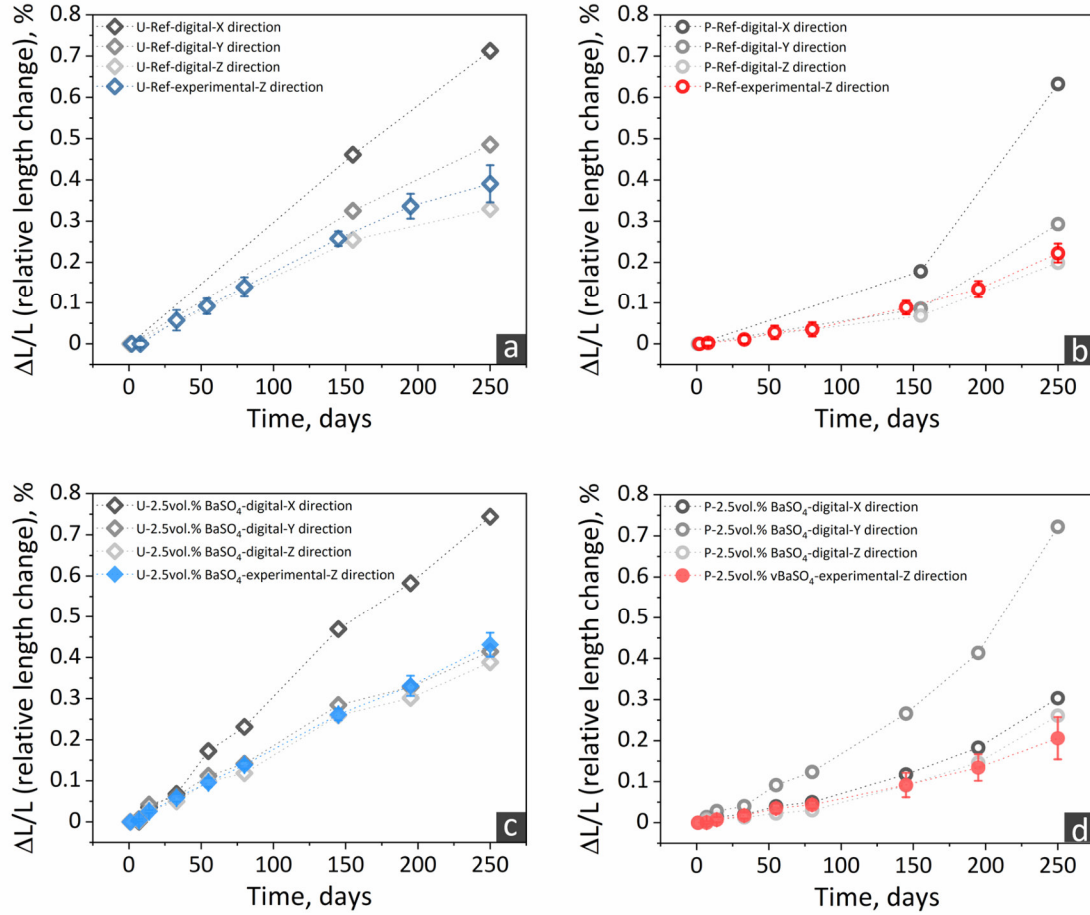 ΔL/L (relative length change), %
0.8
0.7
0.6
0.5
0.4
0.3
0.2
0.1
0
U-Ref-digital-X direction
U-Ref-digital-Y direction
U-Ref-digital-Z direction
U-Ref-experimental-Z direction
a
0 50 100 150 200 250
Time, days
ΔL/L (relative length change), %
0.8
0.7
0.6
0.5
0.4
0.3
0.2
0.1
0
P-Ref-digital-X direction
P-Ref-digital-Y direction
P-Ref-digital-Z direction
P-Ref-experimental-Z direction
b
0 50 100 150 200 250
Time, days
ΔL/L (relative length change), %
0.8
0.7
0.6
0.5
0.4
0.3
0.2
0.1
0
U-2.5vol.% BaSO₄-digital-X direction
U-2.5vol.% BaSO₄-digital-Y direction
U-2.5vol.% BaSO₄-digital-Z direction
U-2.5vol.% BaSO₄-experimental-Z direction
c
0 50 100 150 200 250
Time, days
ΔL/L (relative length change), %
0.8
0.7
0.6
0.5
0.4
0.3
0.2
0.1
0
P-2.5vol.% BaSO₄-digital-X direction
P-2.5vol.% BaSO₄-digital-Y direction
P-2.5vol.% BaSO₄-digital-Z direction
P-2.5vol.% vBaSO₄-experimental-Z direction
d
0 50 100 150 200 250
Time, days